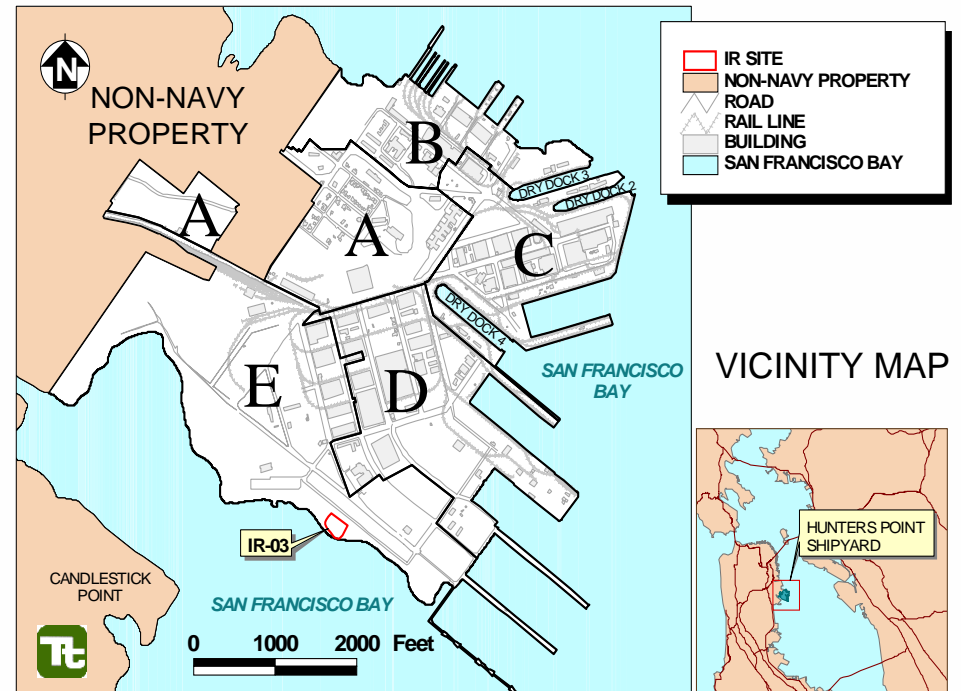 N
NON-NAVY
PROPERTY
A
B
A
C
DRY DOCK 3
DRY DOCK 2
DRY DOCK 4
E
D
SAN FRANCISCO
BAY
IR-03
CANDLESTICK
POINT
SAN FRANCISCO BAY
0 1000 2000 Feet
Tt
IR SITE
NON-NAVY PROPERTY
ROAD
RAIL LINE
BUILDING
SAN FRANCISCO BAY
VICINITY MAP
HUNTERS POINT
SHIPYARD